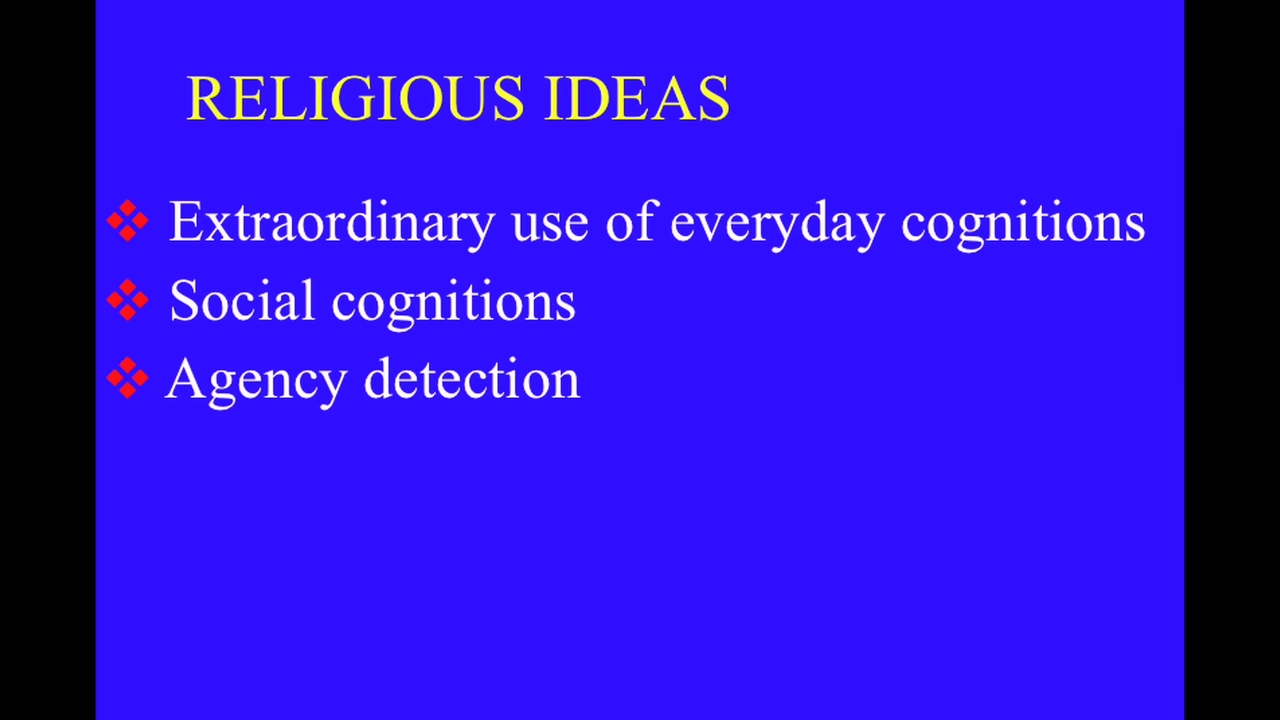 RELIGIOUS IDEAS
Extraordinary use of everyday cognitions
Social cognitions
Agency detection